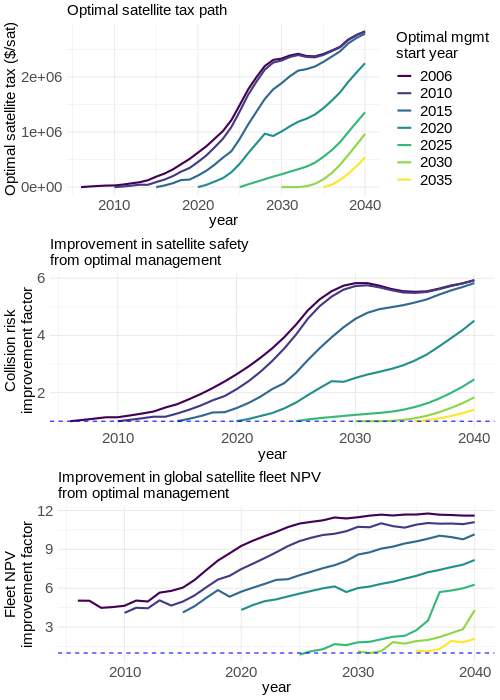 Optimal satellite tax path
Optimal satellite tax ($/sat)
2e+06
1e+06
0e+00
2010 2020 2030 2040
year
Optimal mgmt
start year
2006
2010
2015
2020
2025
2030
2035
Improvement in satellite safety
from optimal management
Collision risk
improvement factor
6
4
2
2010 2020 2030 2040
year
Improvement in global satellite fleet NPV
from optimal management
Fleet NPV
improvement factor
12
9
6
3
2010 2020 2030 2040
year